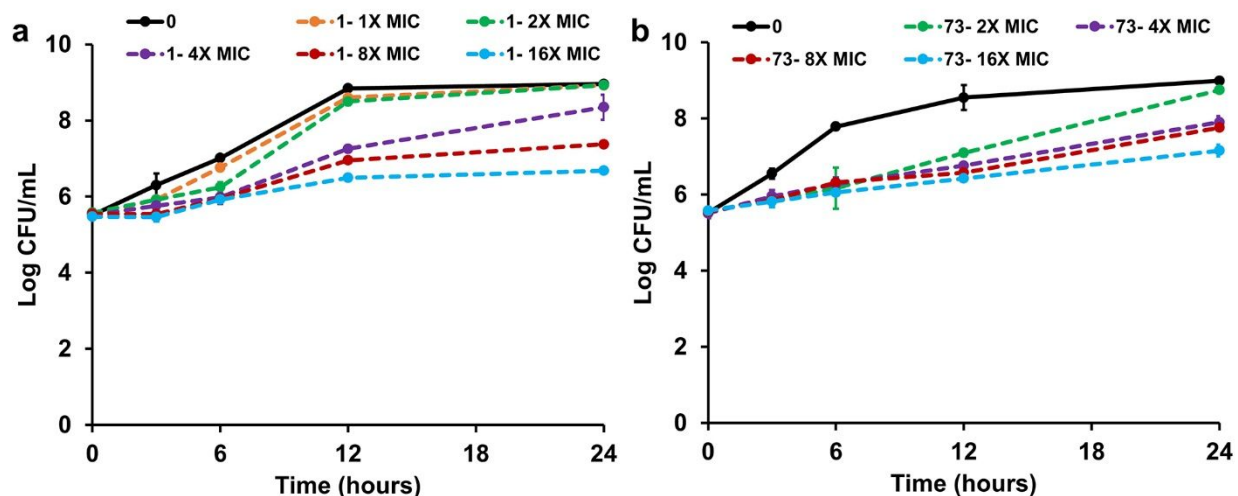 a
0
1- 1X MIC
1- 2X MIC
1- 4X MIC
1- 8X MIC
1- 16X MIC
10
8
6
4
2
0
Log CFU/mL
0
6
12
18
24
Time (hours)
b
0
73- 2X MIC
73- 4X MIC
73- 8X MIC
73- 16X MIC
10
8
6
4
2
0
Log CFU/mL
0
6
12
18
24
Time (hours)